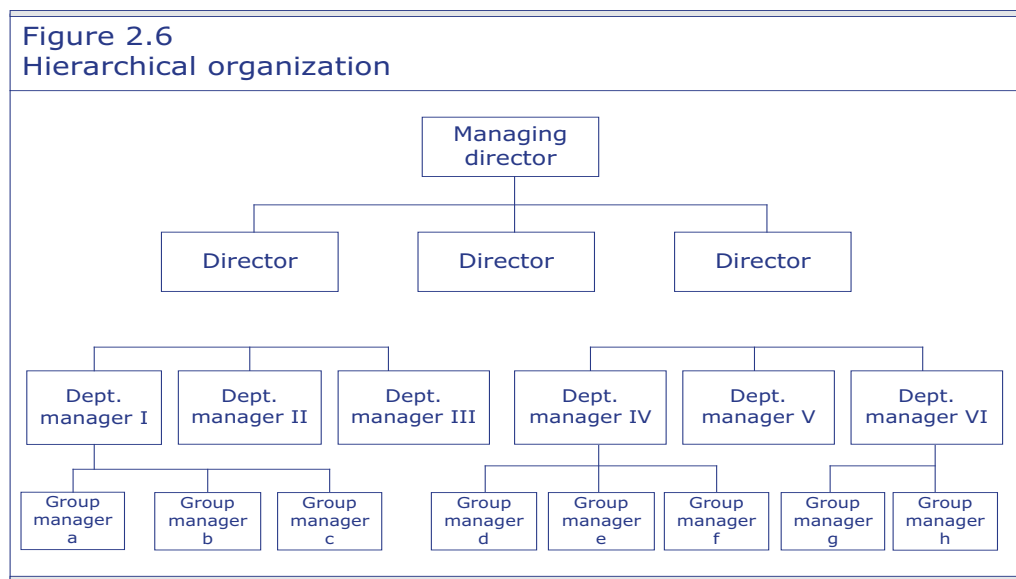 Figure 2.6
Hierarchical organization
Managing
director
Director
Director
Director
Dept.
manager I
Dept.
manager II
Dept.
manager III
Dept.
manager IV
Dept.
manager V
Dept.
manager VI
Group
manager
a
Group
manager
b
Group
manager
c
Group
manager
d
Group
manager
e
Group
manager
f
Group
manager
g
Group
manager
h